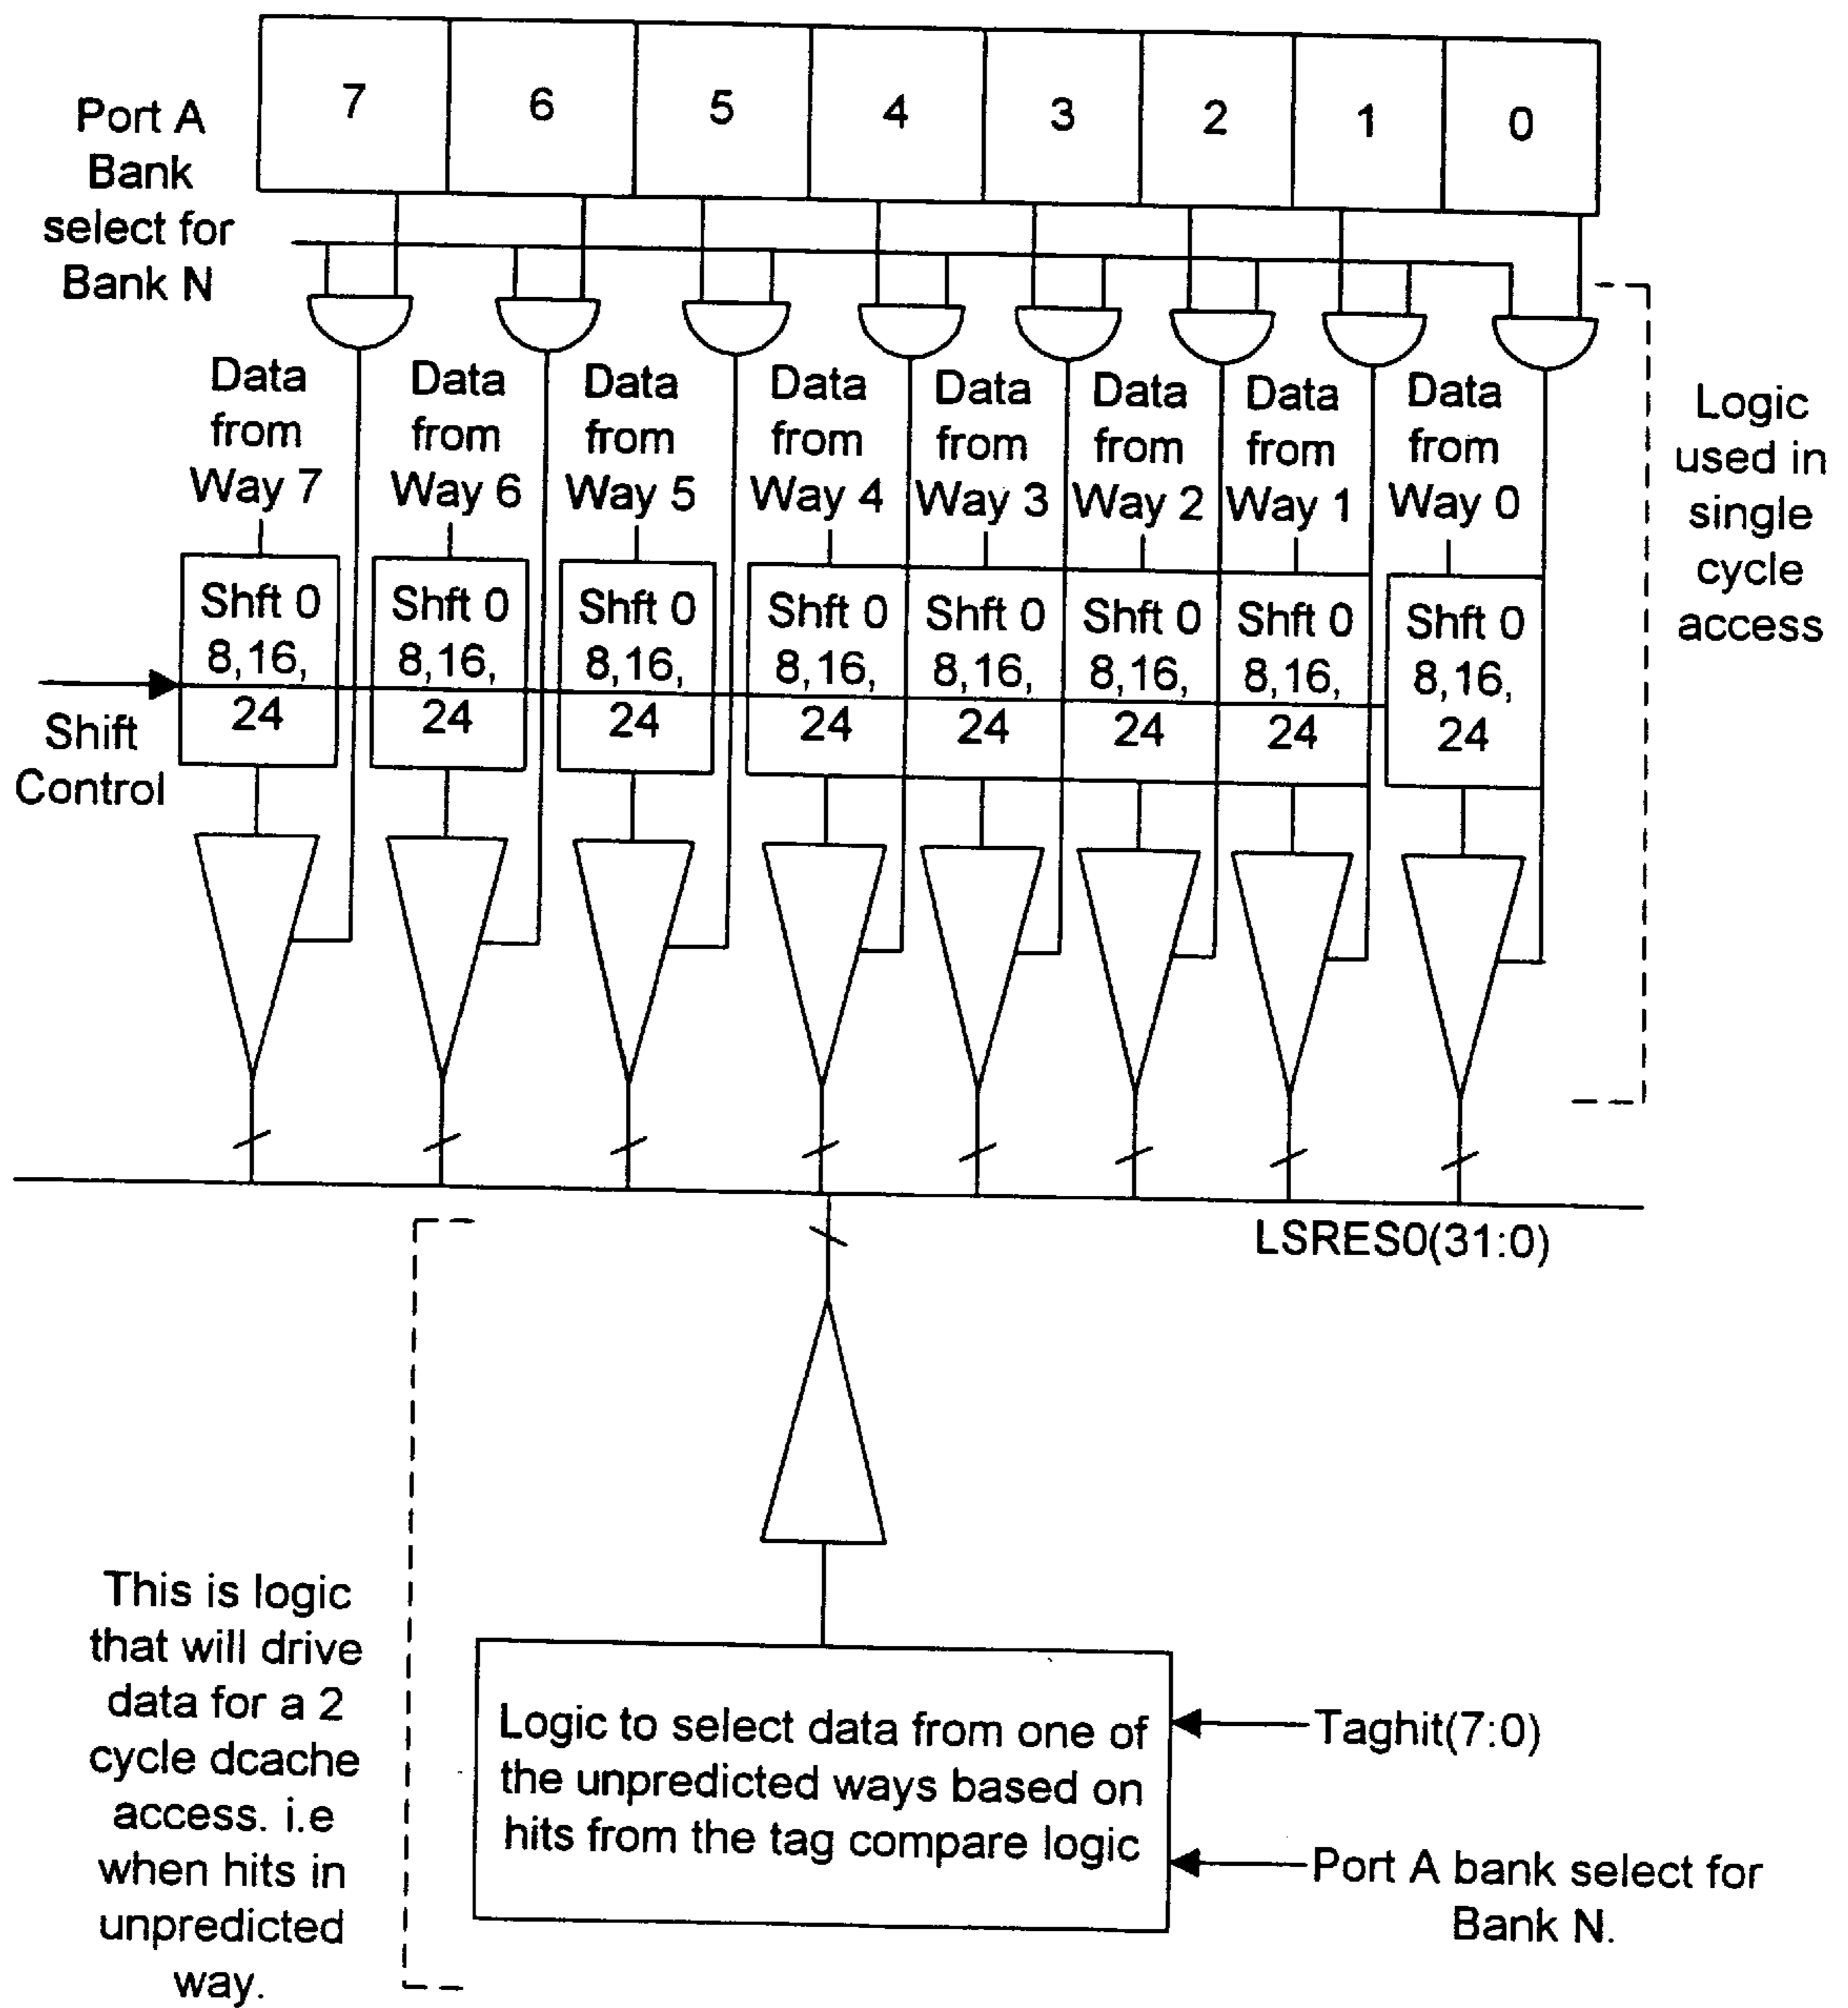 7 6 5 4 3 2 1 0
Port A
Bank
select for
Bank N
Data
from
Way 7
Data
from
Way 6
Data
from
Way 5
Data
from
Way 4
Data
from
Way 3
Data
from
Way 2
Data
from
Way 1
Data
from
Way 0
Logic
used in
single
cycle
access
Shft 0
8,16,
24
Shft 0
8,16,
24
Shft 0
8,16,
24
Shft 0
8,16,
24
Shft 0
8,16,
24
Shft 0
8,16,
24
Shft 0
8,16,
24
Shft 0
8,16,
24
Shift
Control
LSRES0(31:0)
This is logic
that will drive
data for a 2
cycle dcache
access. i.e
when hits in
unpredicted
way.
Logic to select data from one of
the unpredicted ways based on
hits from the tag compare logic
Taghit(7:0)
Port A bank select for
Bank N.